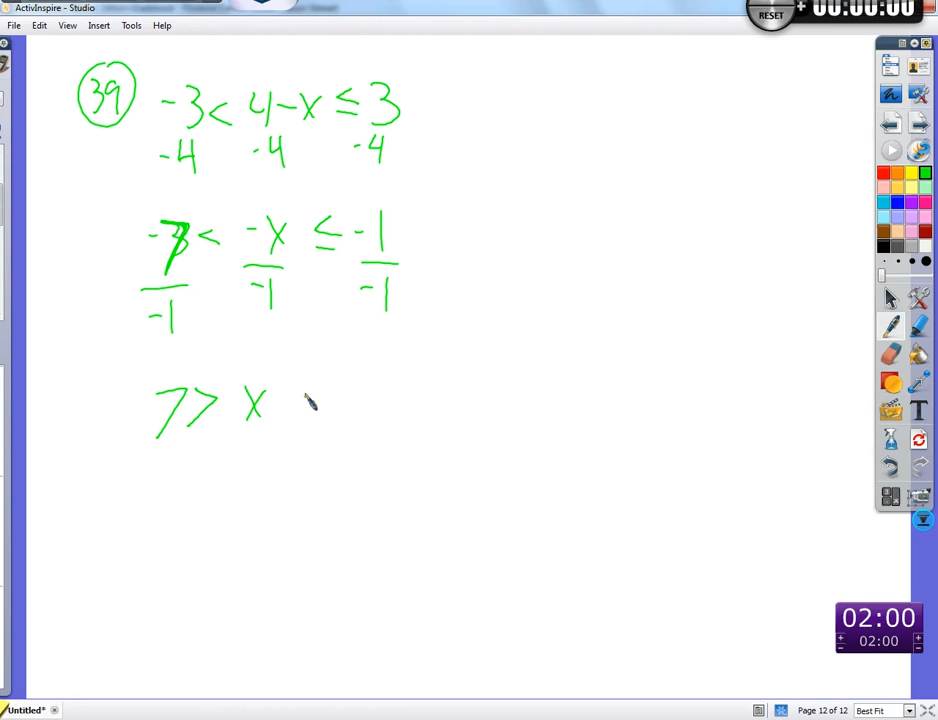 ActivInspire - Studio
RESET
00:00:00
File Edit View Insert Tools Help
39 -3 < 4 - x ≤ 3
-4 -4 -4
-7 < -x ≤ -1
-1 -1 -1
7 > x
T
02:00
02:00
Untitled*
Page 12 of 12
Best Fit